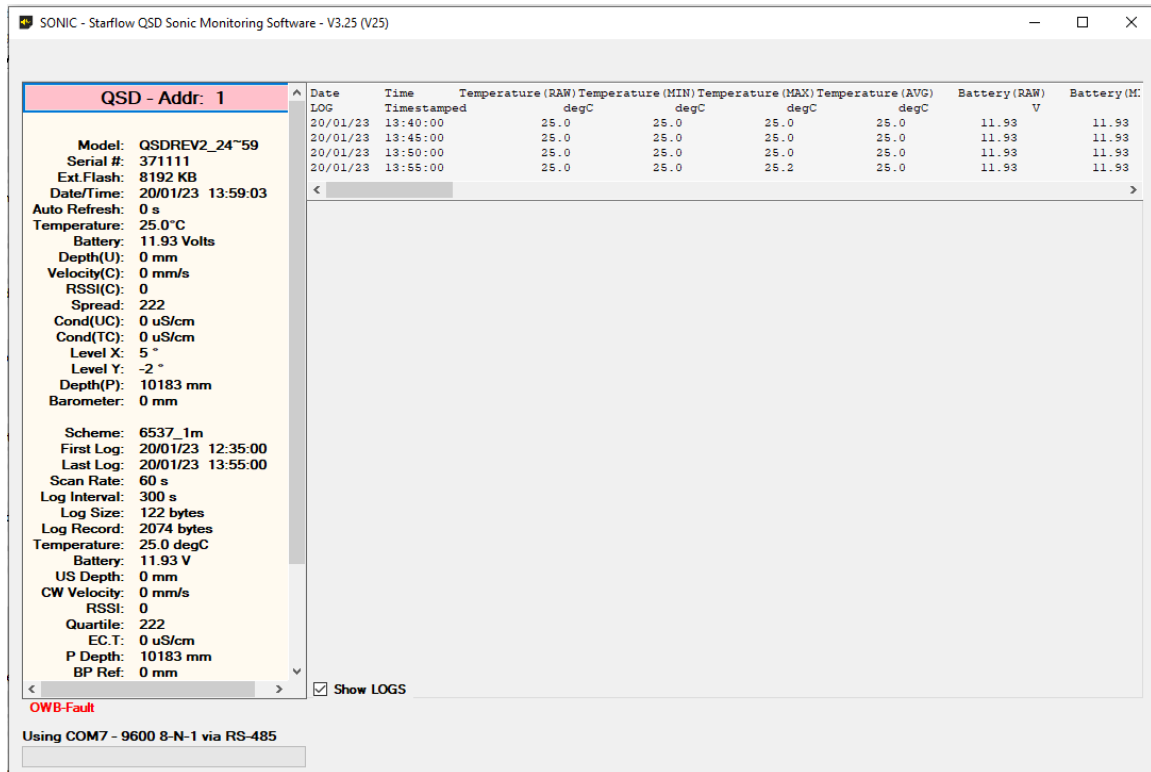 SONIC - Starflow QSD Sonic Monitoring Software - V3.25 (V25)
QSD - Addr: 1
Model: QSDREV2_24~59
Serial #: 371111
Ext.Flash: 8192 KB
Date/Time: 20/01/23 13:59:03
Auto Refresh: 0 s
Temperature: 25.0°C
Battery: 11.93 Volts
Depth(U): 0 mm
Velocity(C): 0 mm/s
RSSI(C): 0
Spread: 222
Cond(UC): 0 uS/cm
Cond(TC): 0 uS/cm
Level X: 5 °
Level Y: -2 °
Depth(P): 10183 mm
Barometer: 0 mm
Scheme: 6537_1m
First Log: 20/01/23 12:35:00
Last Log: 20/01/23 13:55:00
Scan Rate: 60 s
Log Interval: 300 s
Log Size: 122 bytes
Log Record: 2074 bytes
Temperature: 25.0 degC
Battery: 11.93 V
US Depth: 0 mm
CW Velocity: 0 mm/s
RSSI: 0
Quartile: 222
EC.T: 0 uS/cm
P Depth: 10183 mm
BP Ref: 0 mm
Date Time Temperature(RAW) Temperature(MIN) Temperature(MAX) Temperature(AVG) Battery(RAW) Battery(M
LOG Timestamped degC degC degC degC V
20/01/23 13:40:00 25.0 25.0 25.0 25.0 11.93 11.93
20/01/23 13:45:00 25.0 25.0 25.0 25.0 11.93 11.93
20/01/23 13:50:00 25.0 25.0 25.0 25.0 11.93 11.93
20/01/23 13:55:00 25.0 25.0 25.2 25.0 11.93 11.93
Show LOGS
OWB-Fault
Using COM7 - 9600 8-N-1 via RS-485